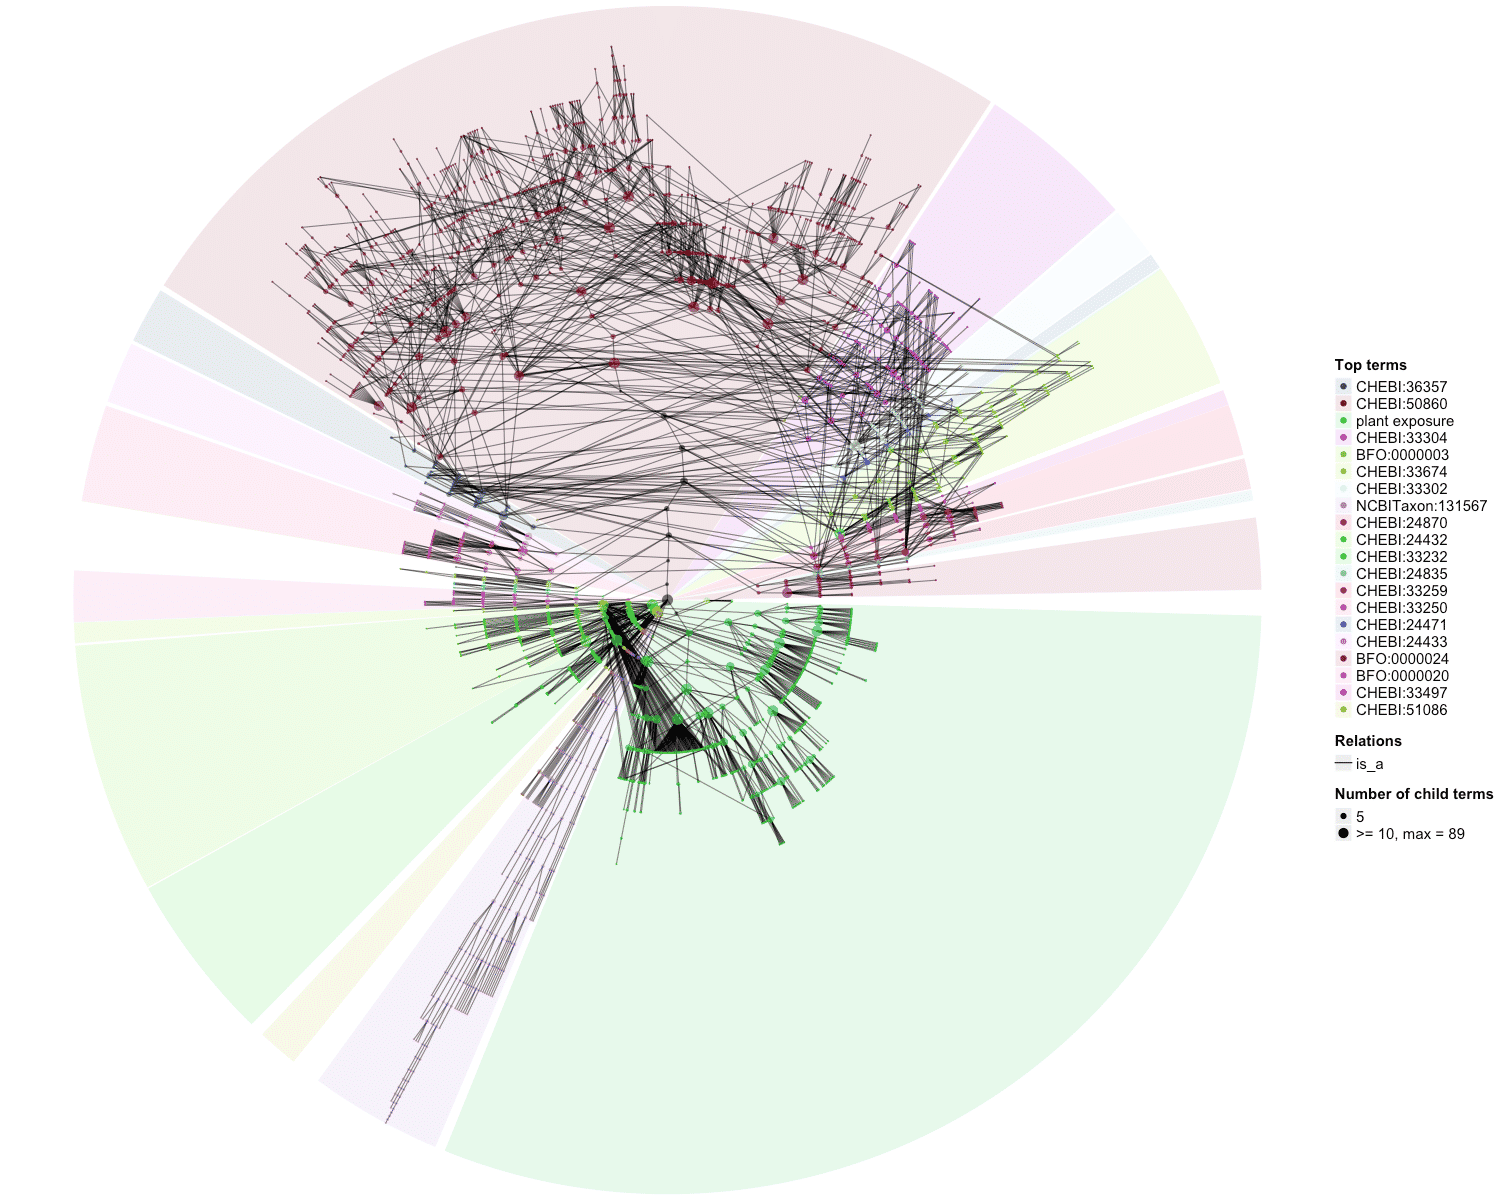 Top terms
CHEBI:36357
CHEBI:50860
plant exposure
CHEBI:33304
BFO:0000003
CHEBI:33674
CHEBI:33302
NCBITaxon:131567
CHEBI:24870
CHEBI:24432
CHEBI:33232
CHEBI:24835
CHEBI:33259
CHEBI:33250
CHEBI:24471
CHEBI:24433
BFO:0000024
BFO:0000020
CHEBI:33497
CHEBI:51086
Relations
is_a
Number of child terms
5
>= 10, max = 89